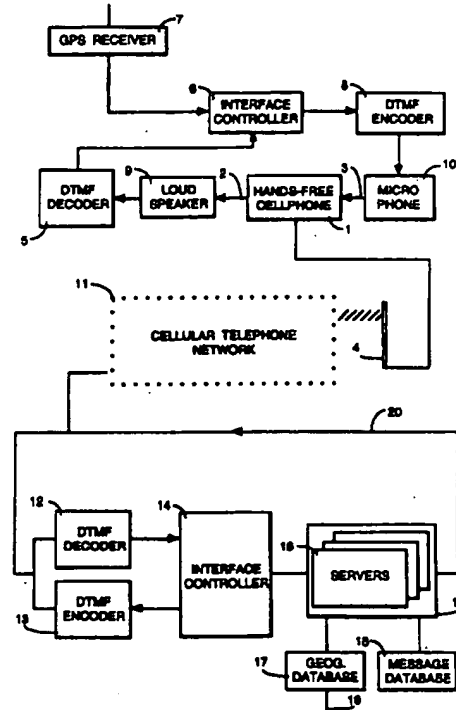 7
GPS RECEIVER
6
INTERFACE
CONTROLLER
8
DTMF
ENCODER
DTMF
DECODER
5
9
LOUD
SPEAKER
2
HANDS-FREE
CELLPHONE
1
3
MICRO
PHONE
10
11
CELLULAR TELEPHONE
NETWORK
4
20
12
DTMF
DECODER
14
INTERFACE
CONTROLLER
DTMF
ENCODER
13
SERVERS
17
GEOG.
DATABASE
MESSAGE
DATABASE